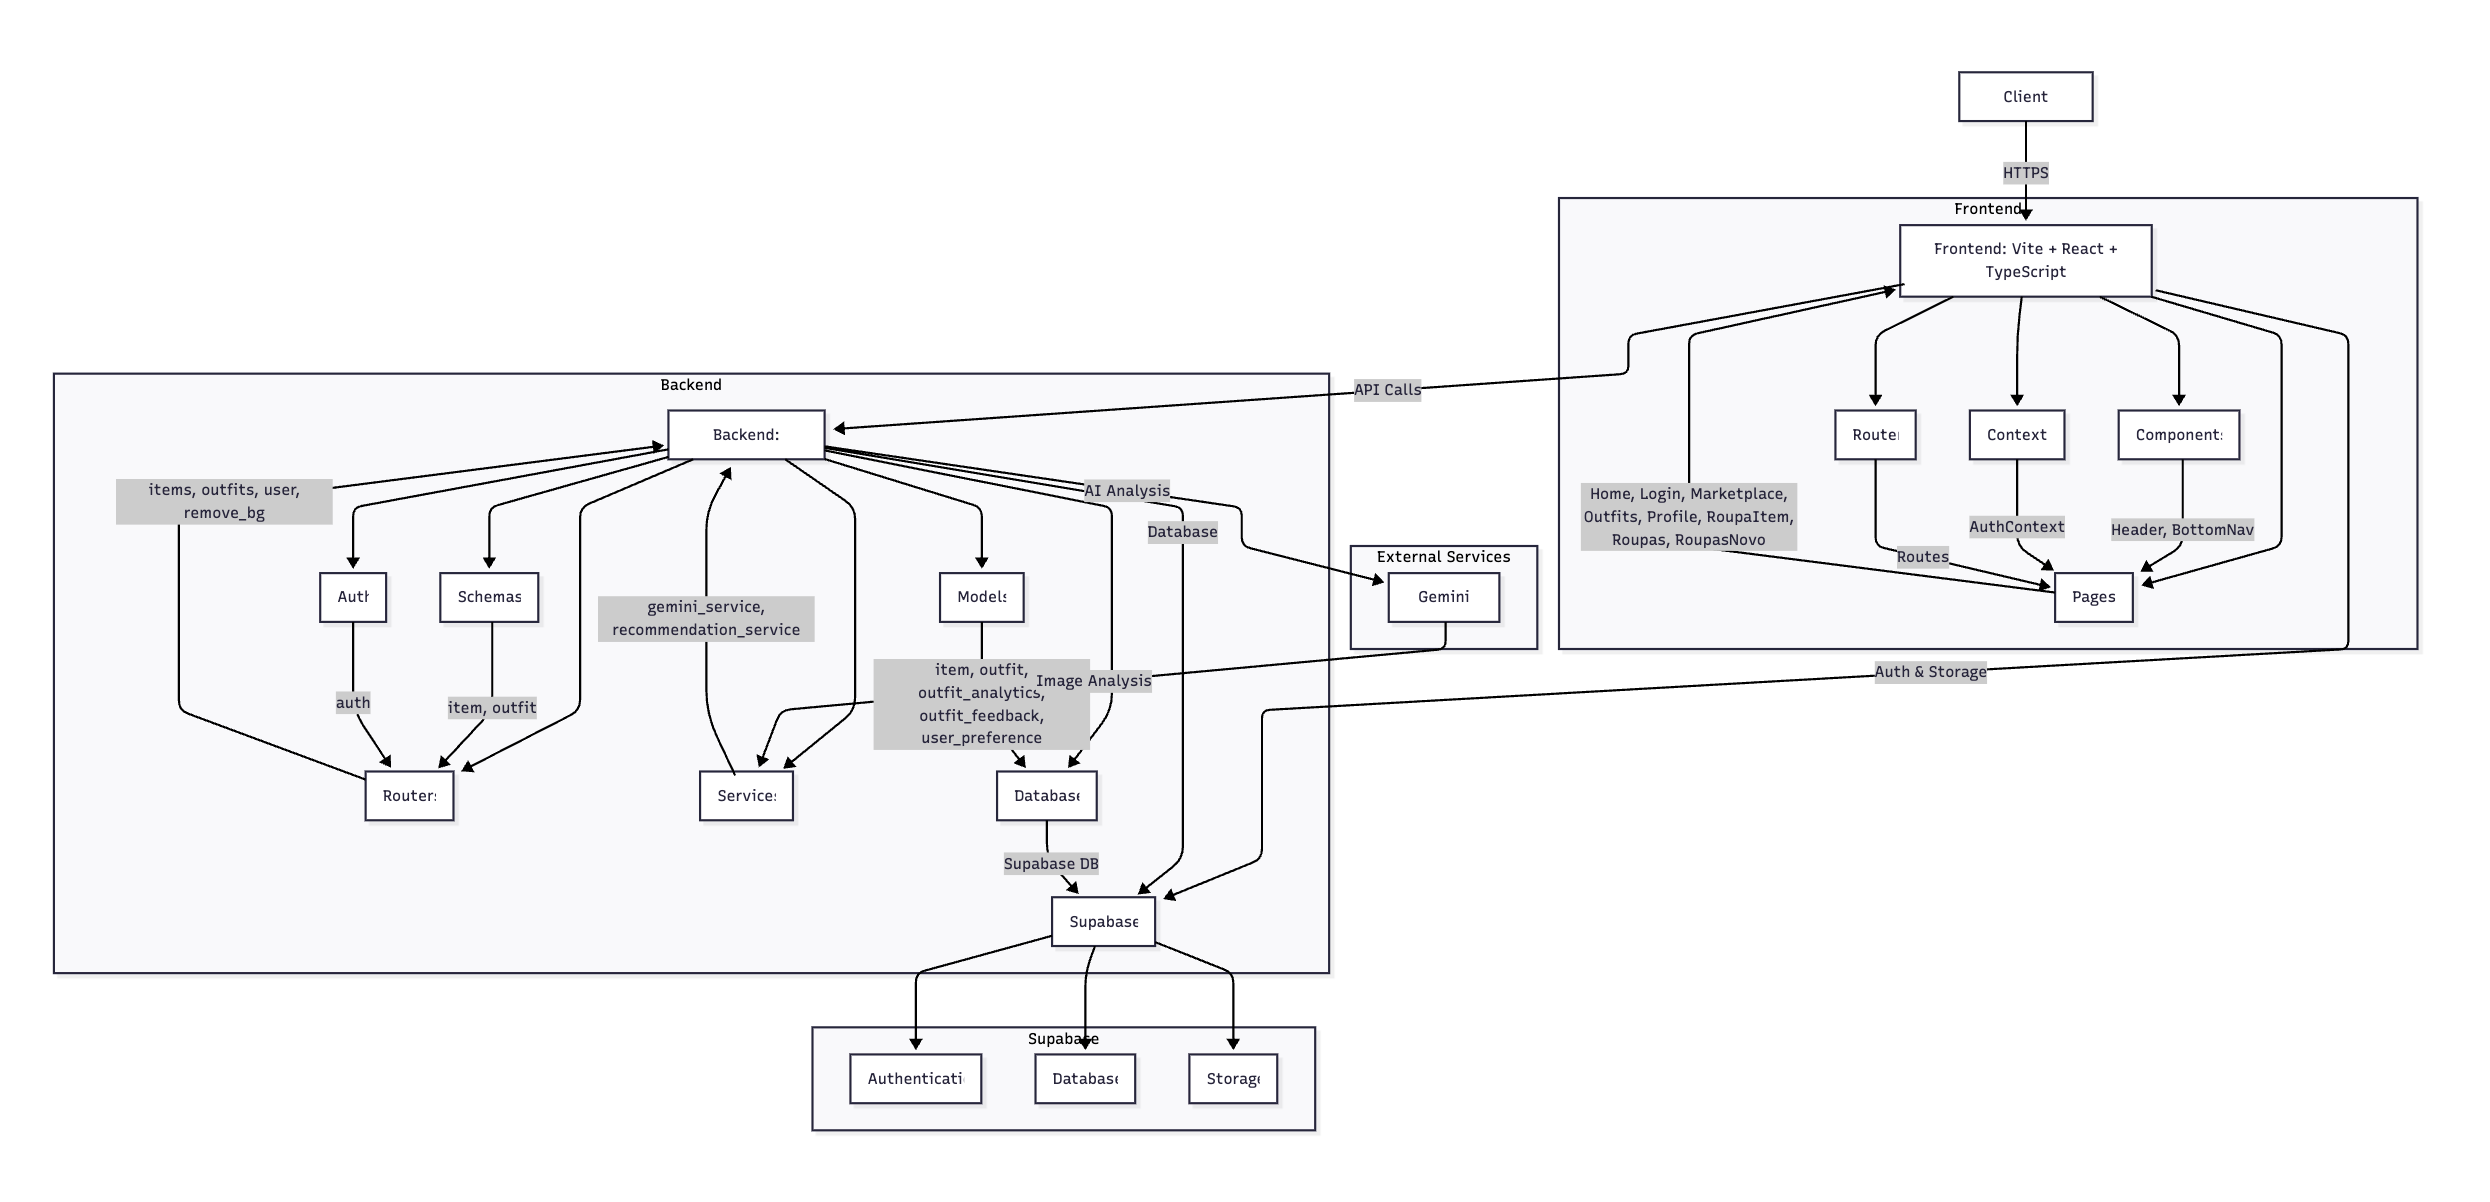 Client
HTTPS
Frontend
Frontend: Vite + React +
TypeScript
Backend
API Calls
Backend:
Router
Context
Components
items, outfits, user,
remove_bg
AI Analysis
Database
Home, Login, Marketplace,
Outfits, Profile, RoupaItem,
Roupas, RoupasNovo
AuthContext
Header, BottomNav
Routes
External Services
Gemini
Auth
Schemas
gemini_service,
recommendation_service
Models
Pages
auth
item, outfit
item, outfit,
outfit_analytics,
outfit_feedback,
user_preference
Image Analysis
Auth & Storage
Routers
Services
Database
Supabase DB
Supabase
Supabase
Authenticati
Database
Storage